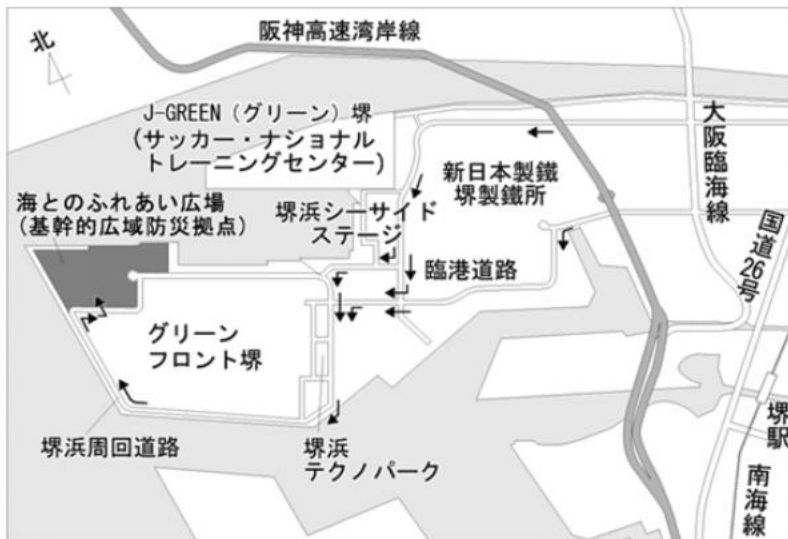 阪神高速湾岸線
北
J-GREEN（グリーン）堺
（サッカー・ナショナル
トレーニングセンター）
大阪臨海線
新日本製鐵
堺製鐵所
海とのふれあい広場
（基幹的広域防災拠点）
堺浜シーサイド
ステージ
国道26号
臨港道路
グリーン
フロント堺
堺浜周回道路
堺浜
テクノパーク
堺駅
南海線